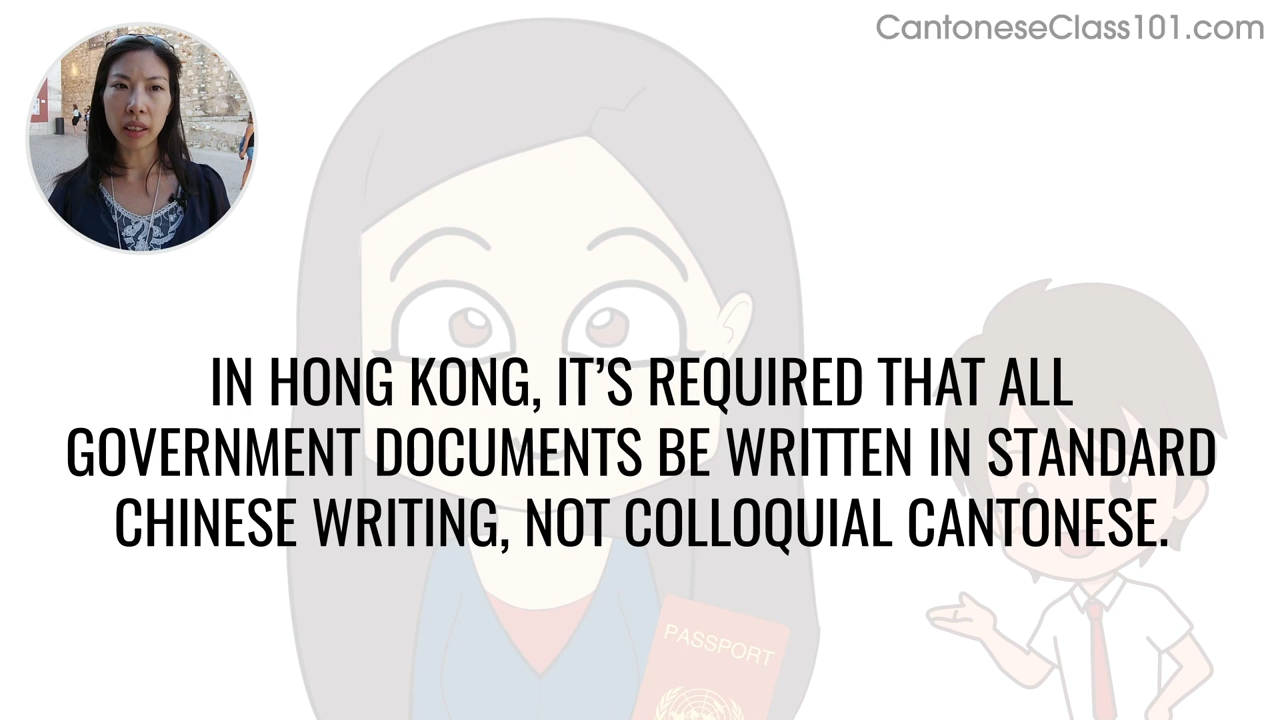 CantoneseClass101.com
IN HONG KONG, IT’S REQUIRED THAT ALL
GOVERNMENT DOCUMENTS BE WRITTEN IN STANDARD
CHINESE WRITING, NOT COLLOQUIAL CANTONESE.
PASSPORT